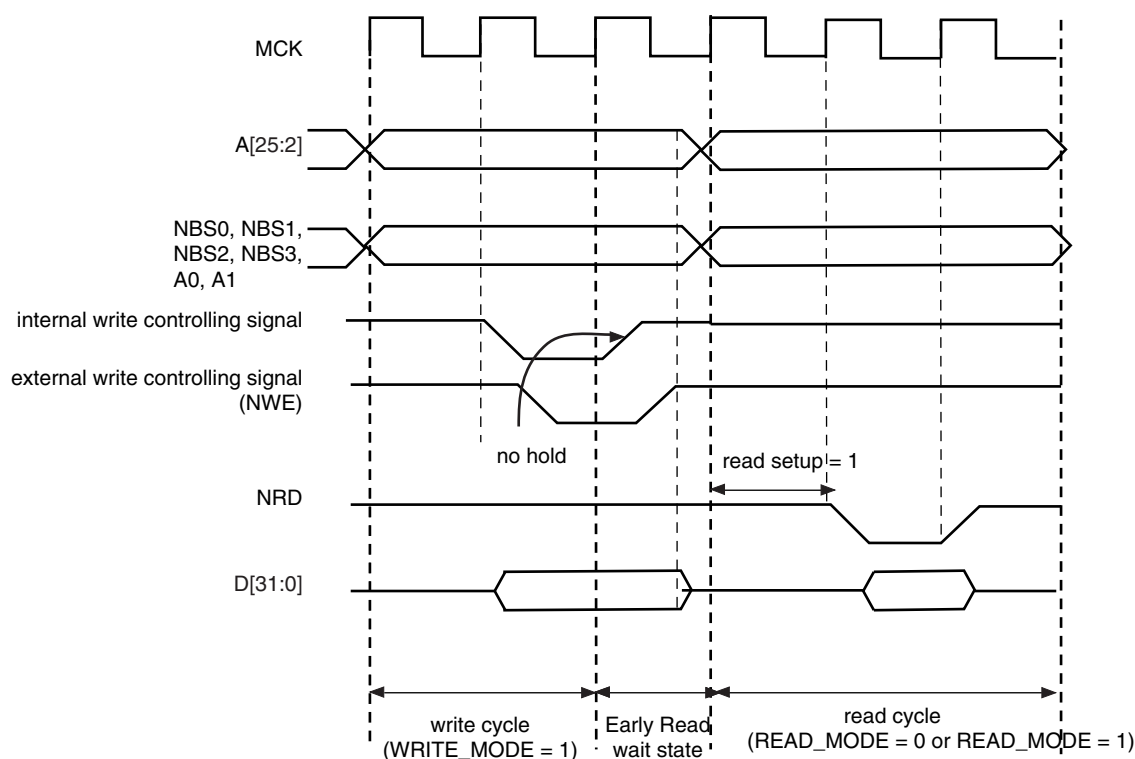 MCK
A[25:2]
NBS0, NBS1,
NBS2, NBS3,
A0, A1
internal write controlling signal
external write controlling signal
(NWE)
no hold
read setup = 1
NRD
D[31:0]
write cycle
(WRITE_MODE = 1)
Early Read
wait state
read cycle
(READ_MODE = 0 or READ_MODE = 1)